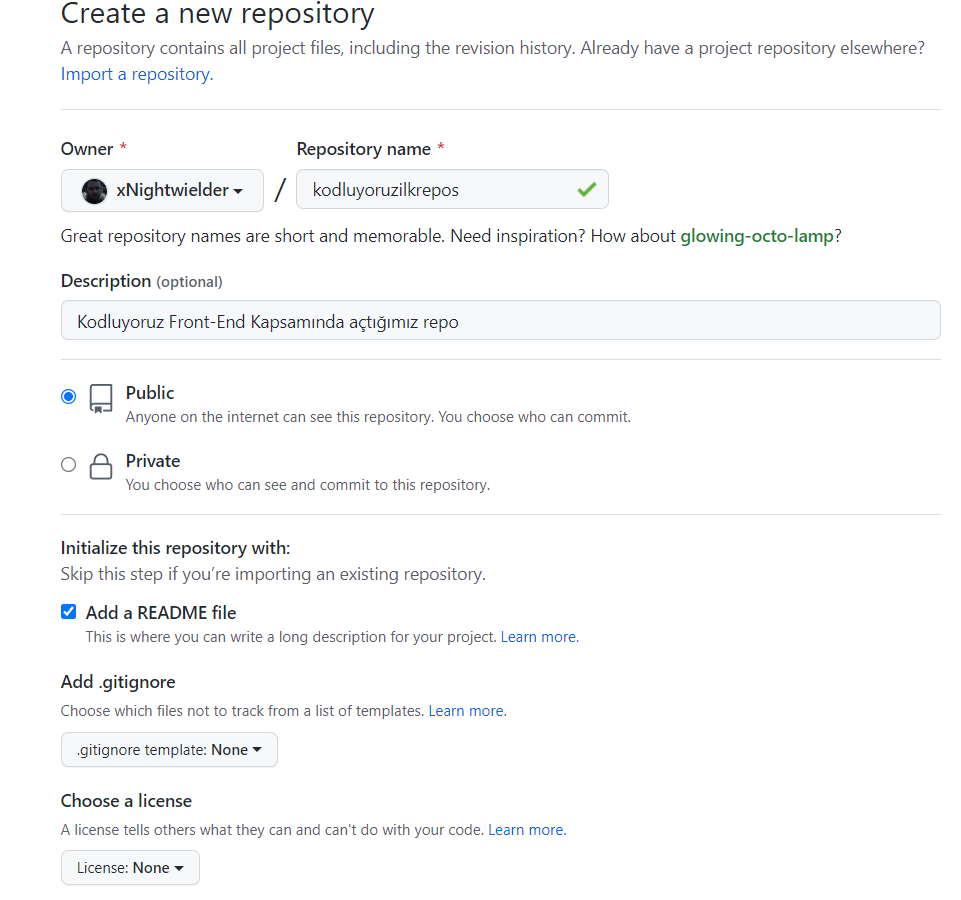 Create a new repository
A repository contains all project files, including the revision history. Already have a project repository elsewhere?
Import a repository.
Owner *
Repository name *
xNightwielder
/
kodluyoruzilkrepos
Great repository names are short and memorable. Need inspiration? How about glowing-octo-lamp?
Description (optional)
Kodluyoruz Front-End Kapsamında açtığımız repo
Public
Anyone on the internet can see this repository. You choose who can commit.
Private
You choose who can see and commit to this repository.
Initialize this repository with:
Skip this step if you’re importing an existing repository.
Add a README file
This is where you can write a long description for your project. Learn more.
Add .gitignore
Choose which files not to track from a list of templates. Learn more.
.gitignore template: None
Choose a license
A license tells others what they can and can't do with your code. Learn more.
License: None